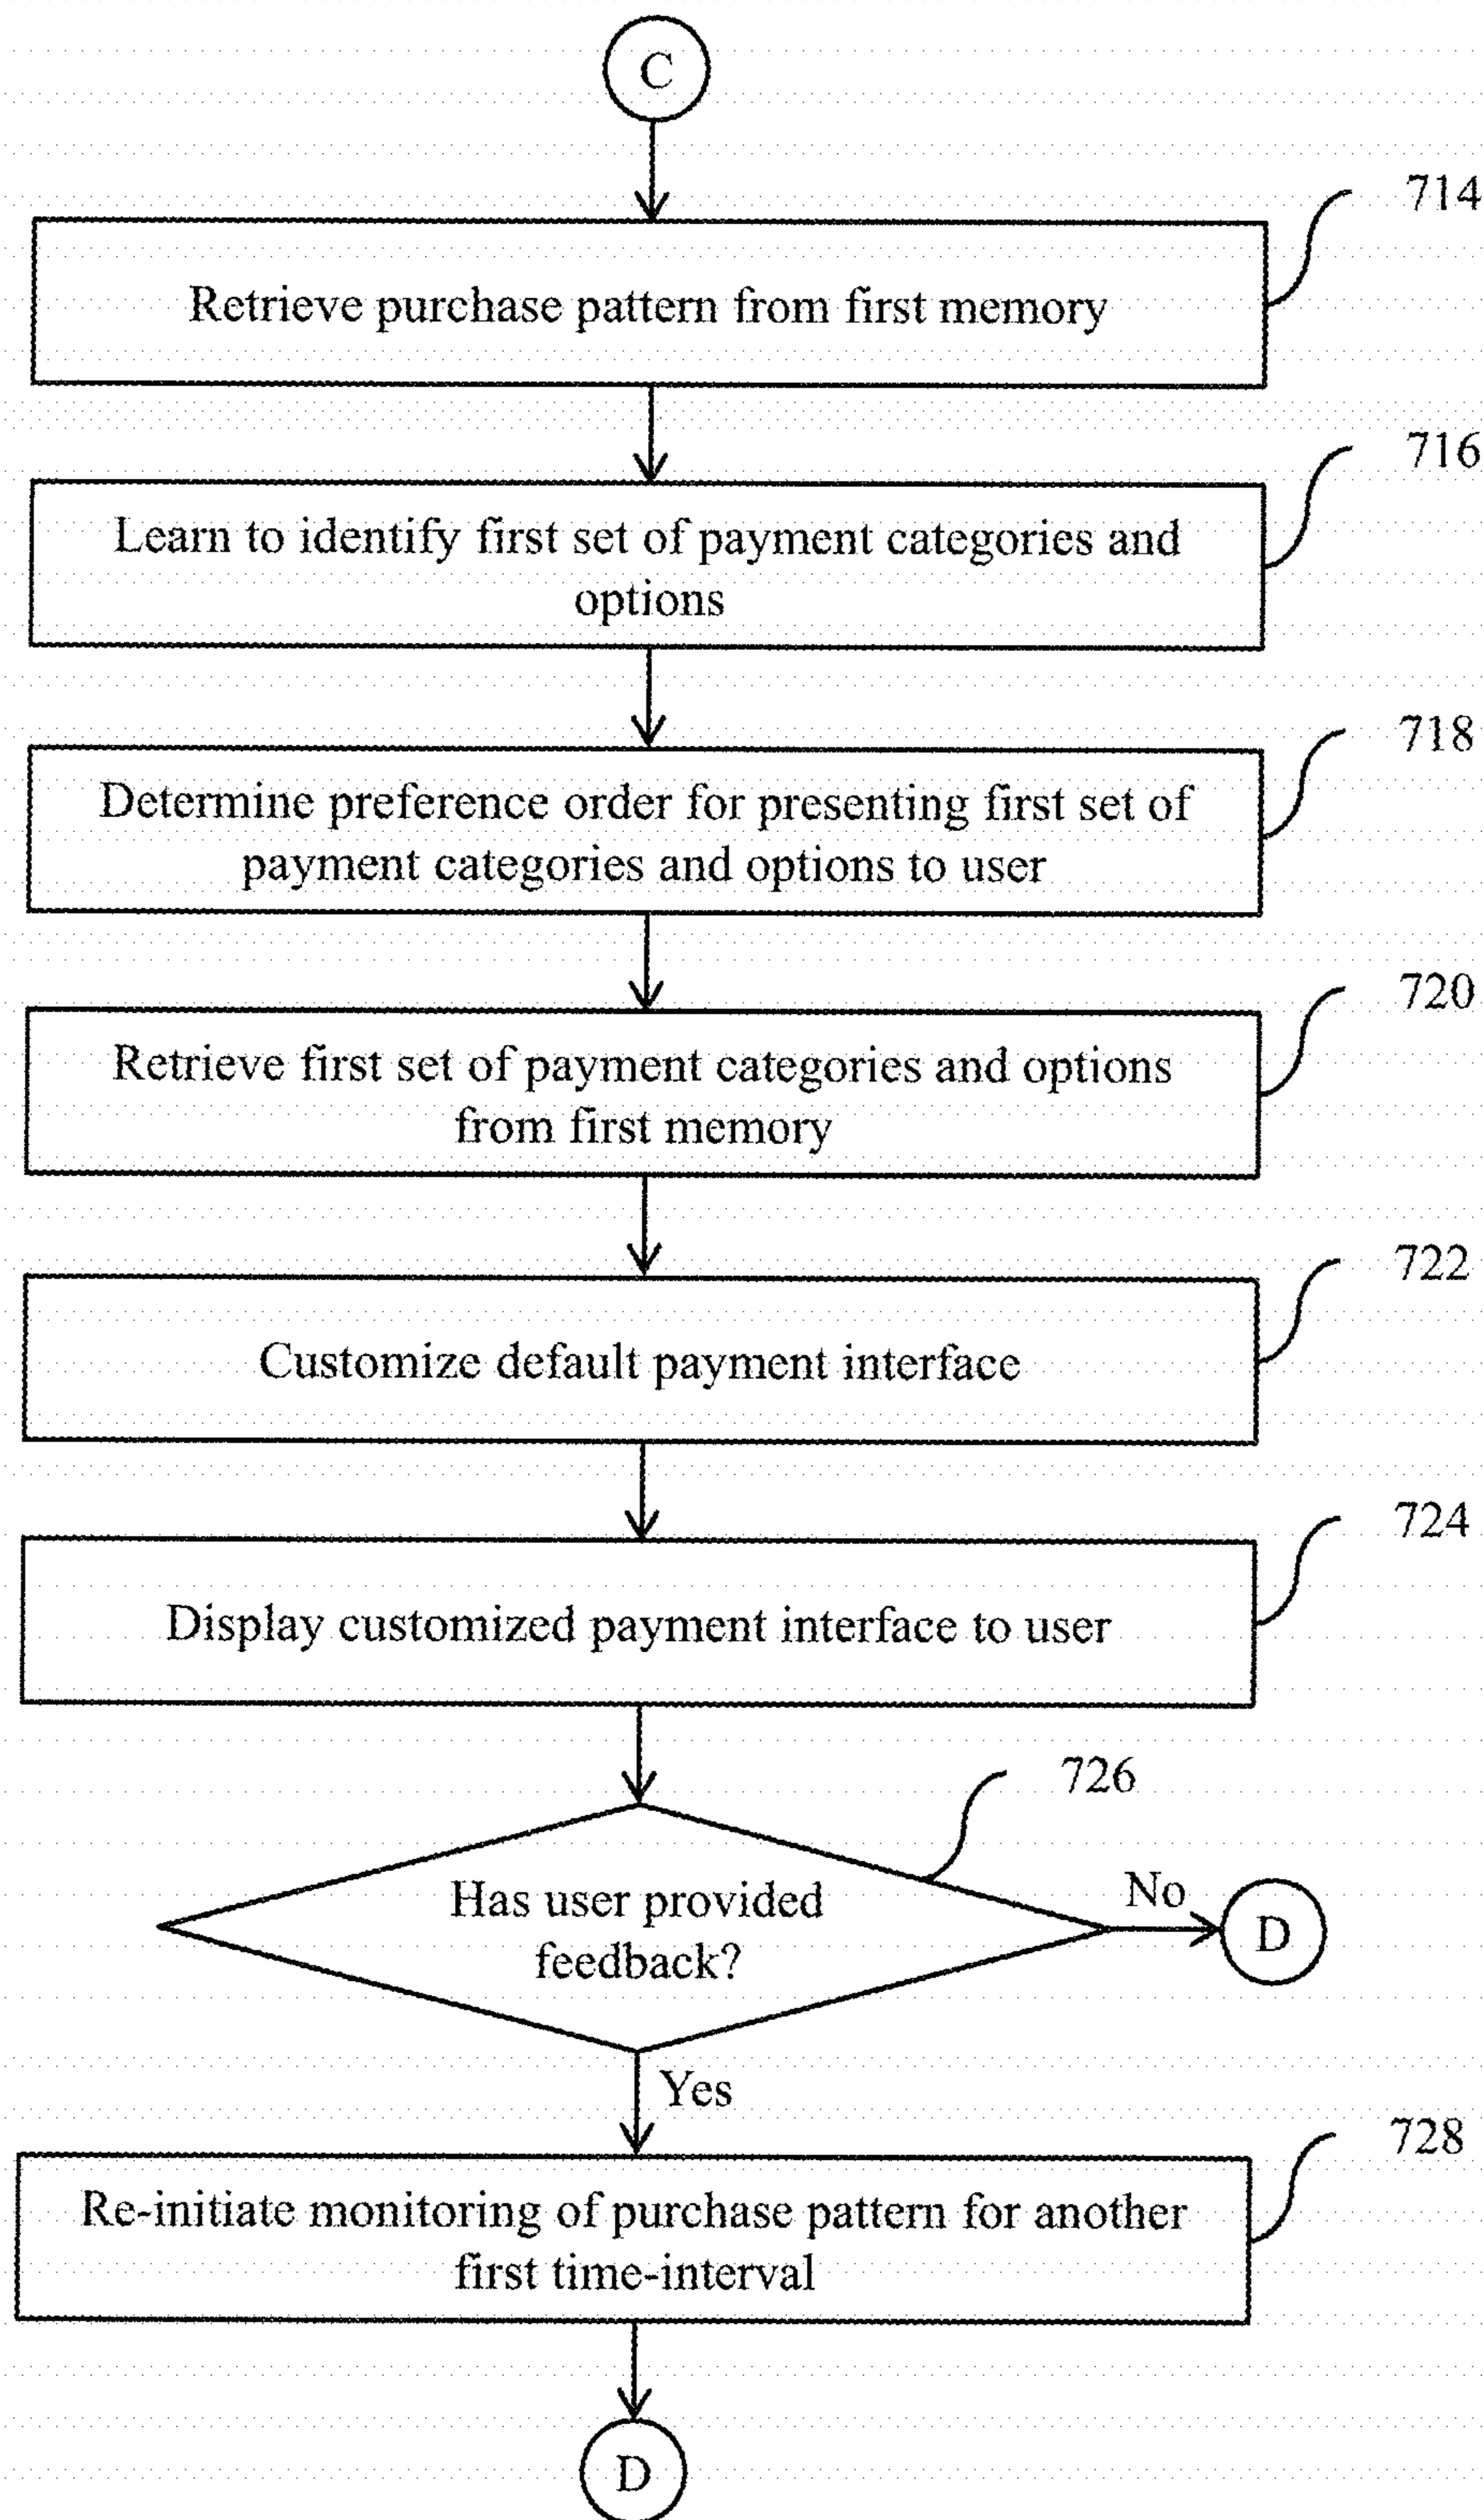 C
714
Retrieve purchase pattern from first memory
716
Learn to identify first set of payment categories and
options
718
Determine preference order for presenting first set of
payment categories and options to user
720
Retrieve first set of payment categories and options
from first memory
722
Customize default payment interface
724
Display customized payment interface to user
726
Has user provided
feedback?
No
D
Yes
728
Re-initiate monitoring of purchase pattern for another
first time-interval
D